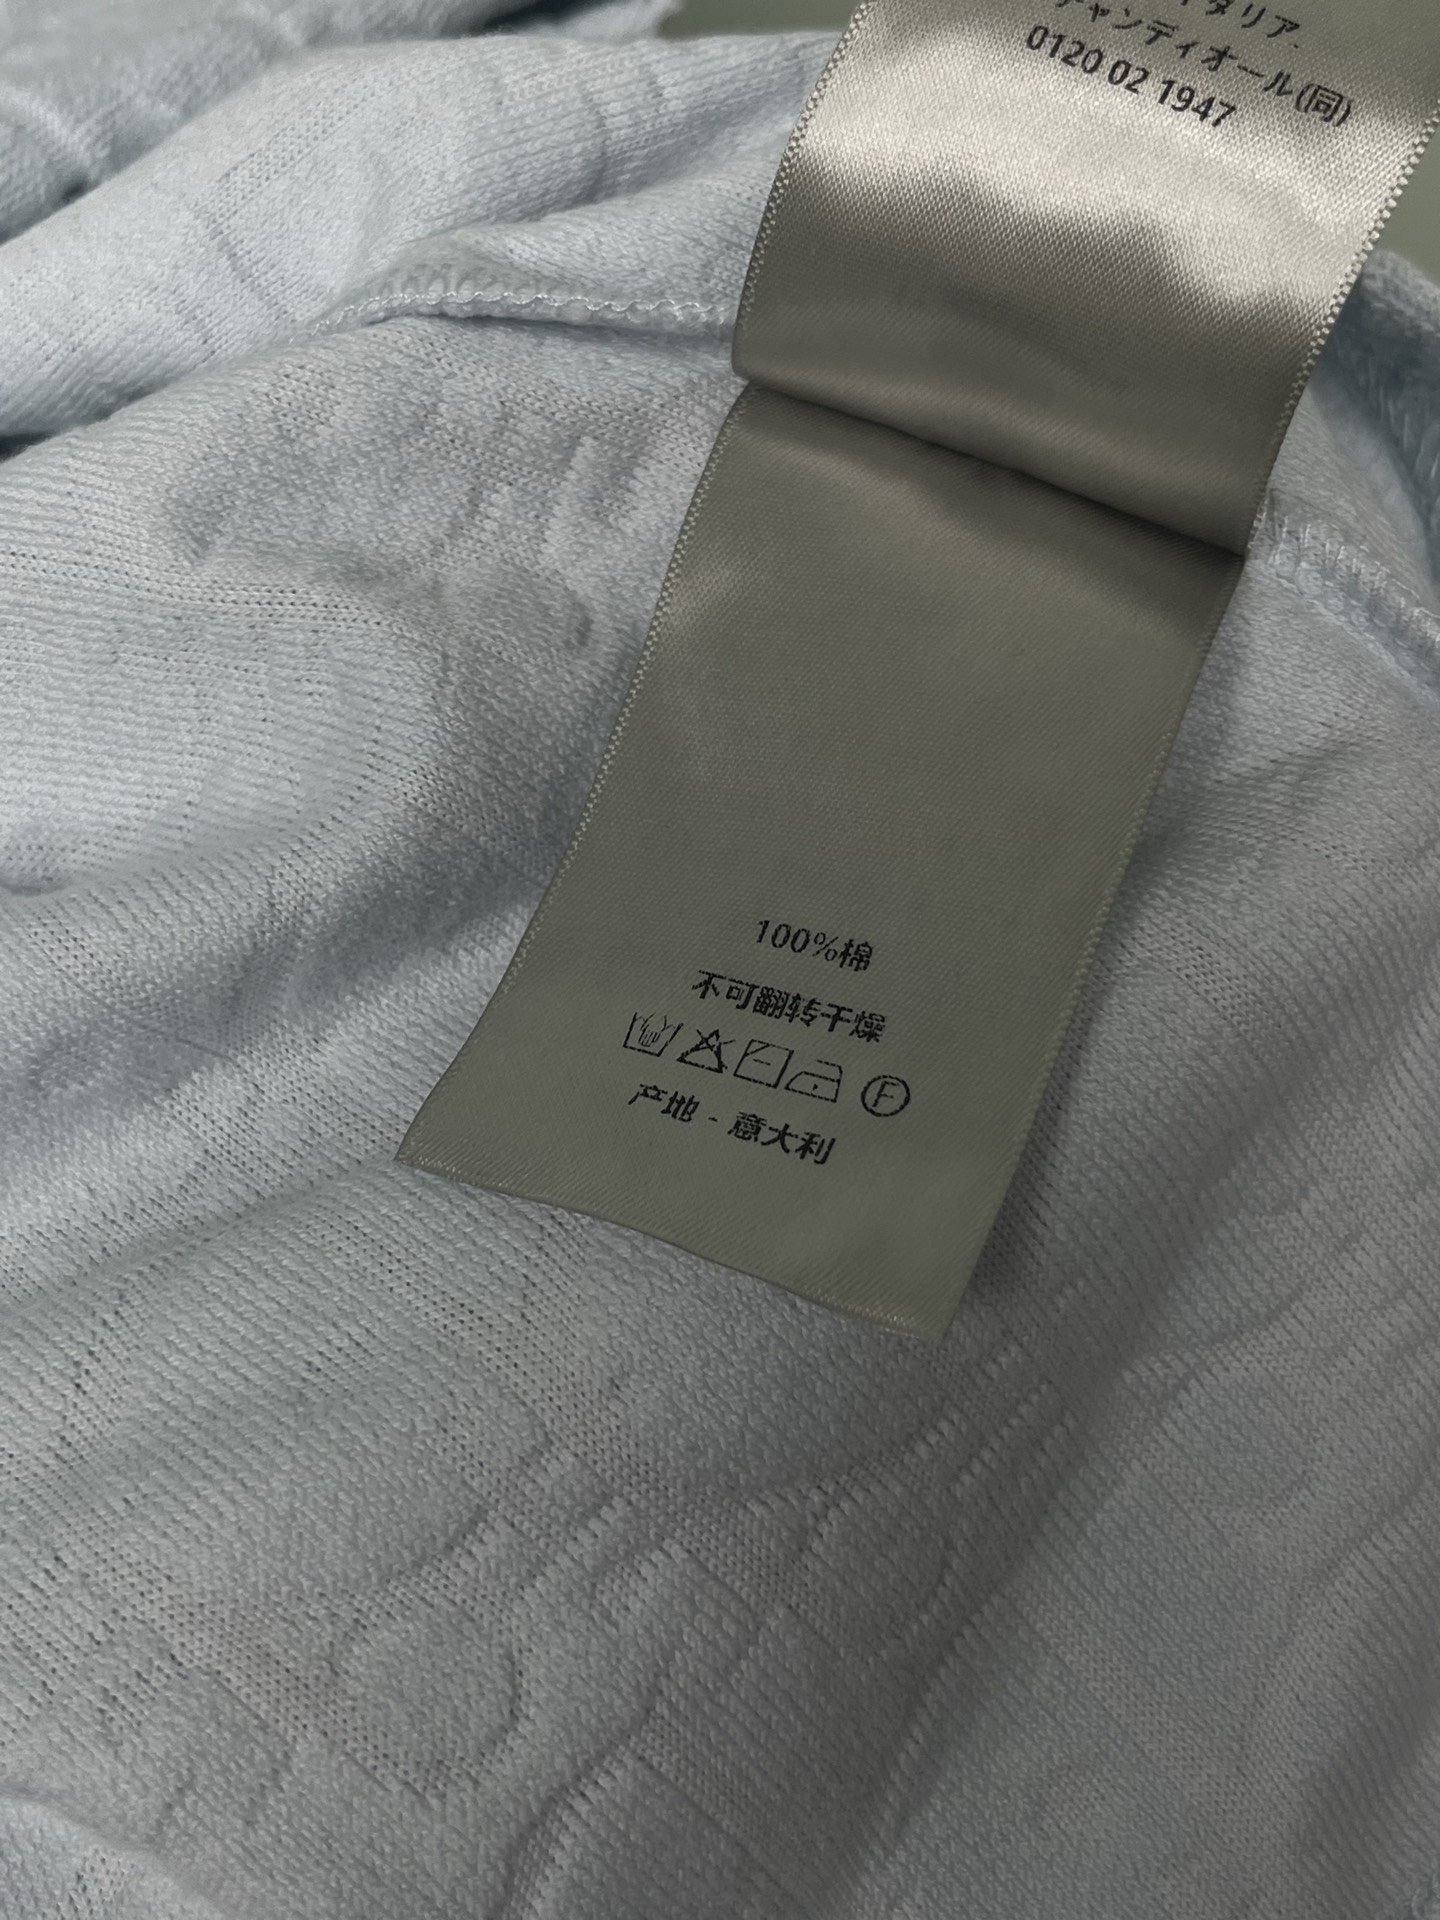 イタリア.
チャンディオール(同)
0120 02 1947
100%棉
不可翻转干燥
F
产地 - 意大利